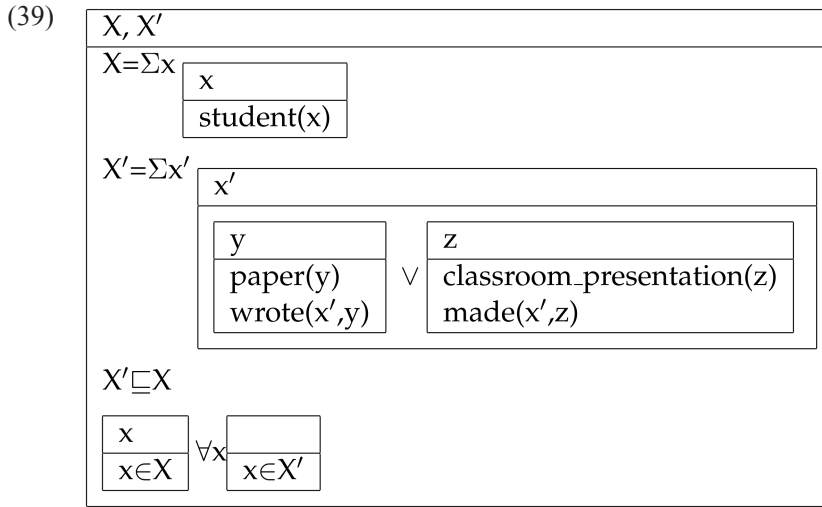 (39)
X, X′
X=Σx
x
student(x)
X′=Σx′
x′
y
paper(y)
wrote(x′,y)
∨
z
classroom_presentation(z)
made(x′,z)
X′⊑X
x
x∈X
∀x
x∈X′